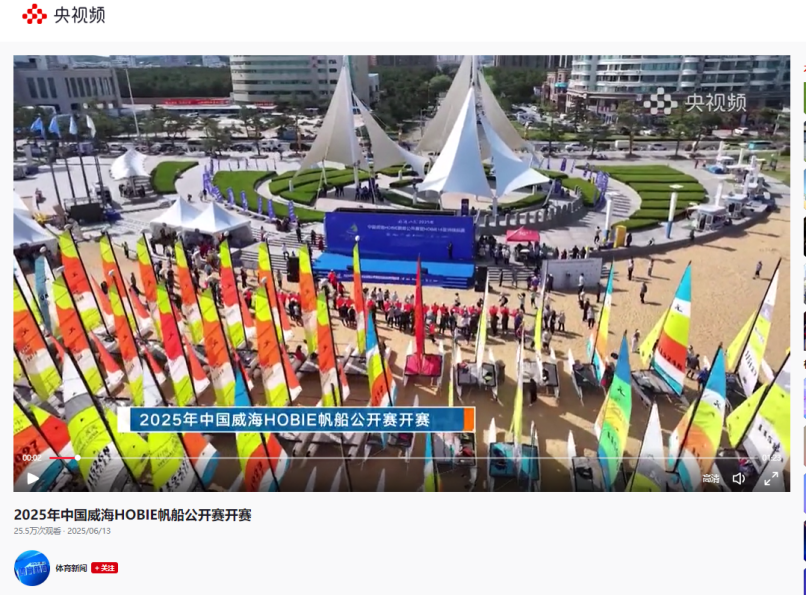 央视频
央视频
2025年中国威海HOBIE帆船公开赛开赛
00:02
高清
2025年中国威海HOBIE帆船公开赛开赛
25.5万次观看 · 2025/06/13
体育新闻
+ 关注